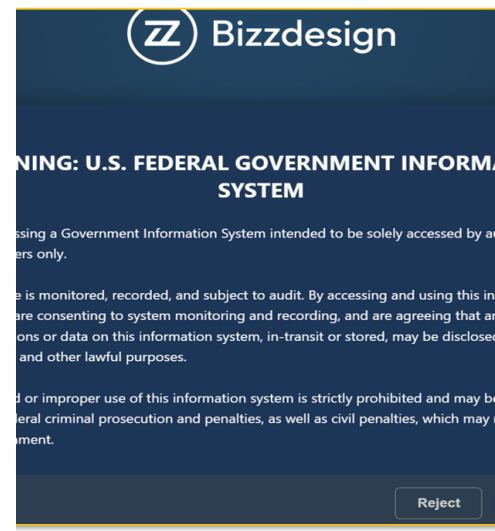 Bizzdesign
NING: U.S. FEDERAL GOVERNMENT INFORMA
SYSTEM
ssing a Government Information System intended to be solely accessed by au
ers only.
e is monitored, recorded, and subject to audit. By accessing and using this in
are consenting to system monitoring and recording, and are agreeing that an
ons or data on this information system, in-transit or stored, may be disclosed
and other lawful purposes.
d or improper use of this information system is strictly prohibited and may be
eral criminal prosecution and penalties, as well as civil penalties, which may
nment.
Reject